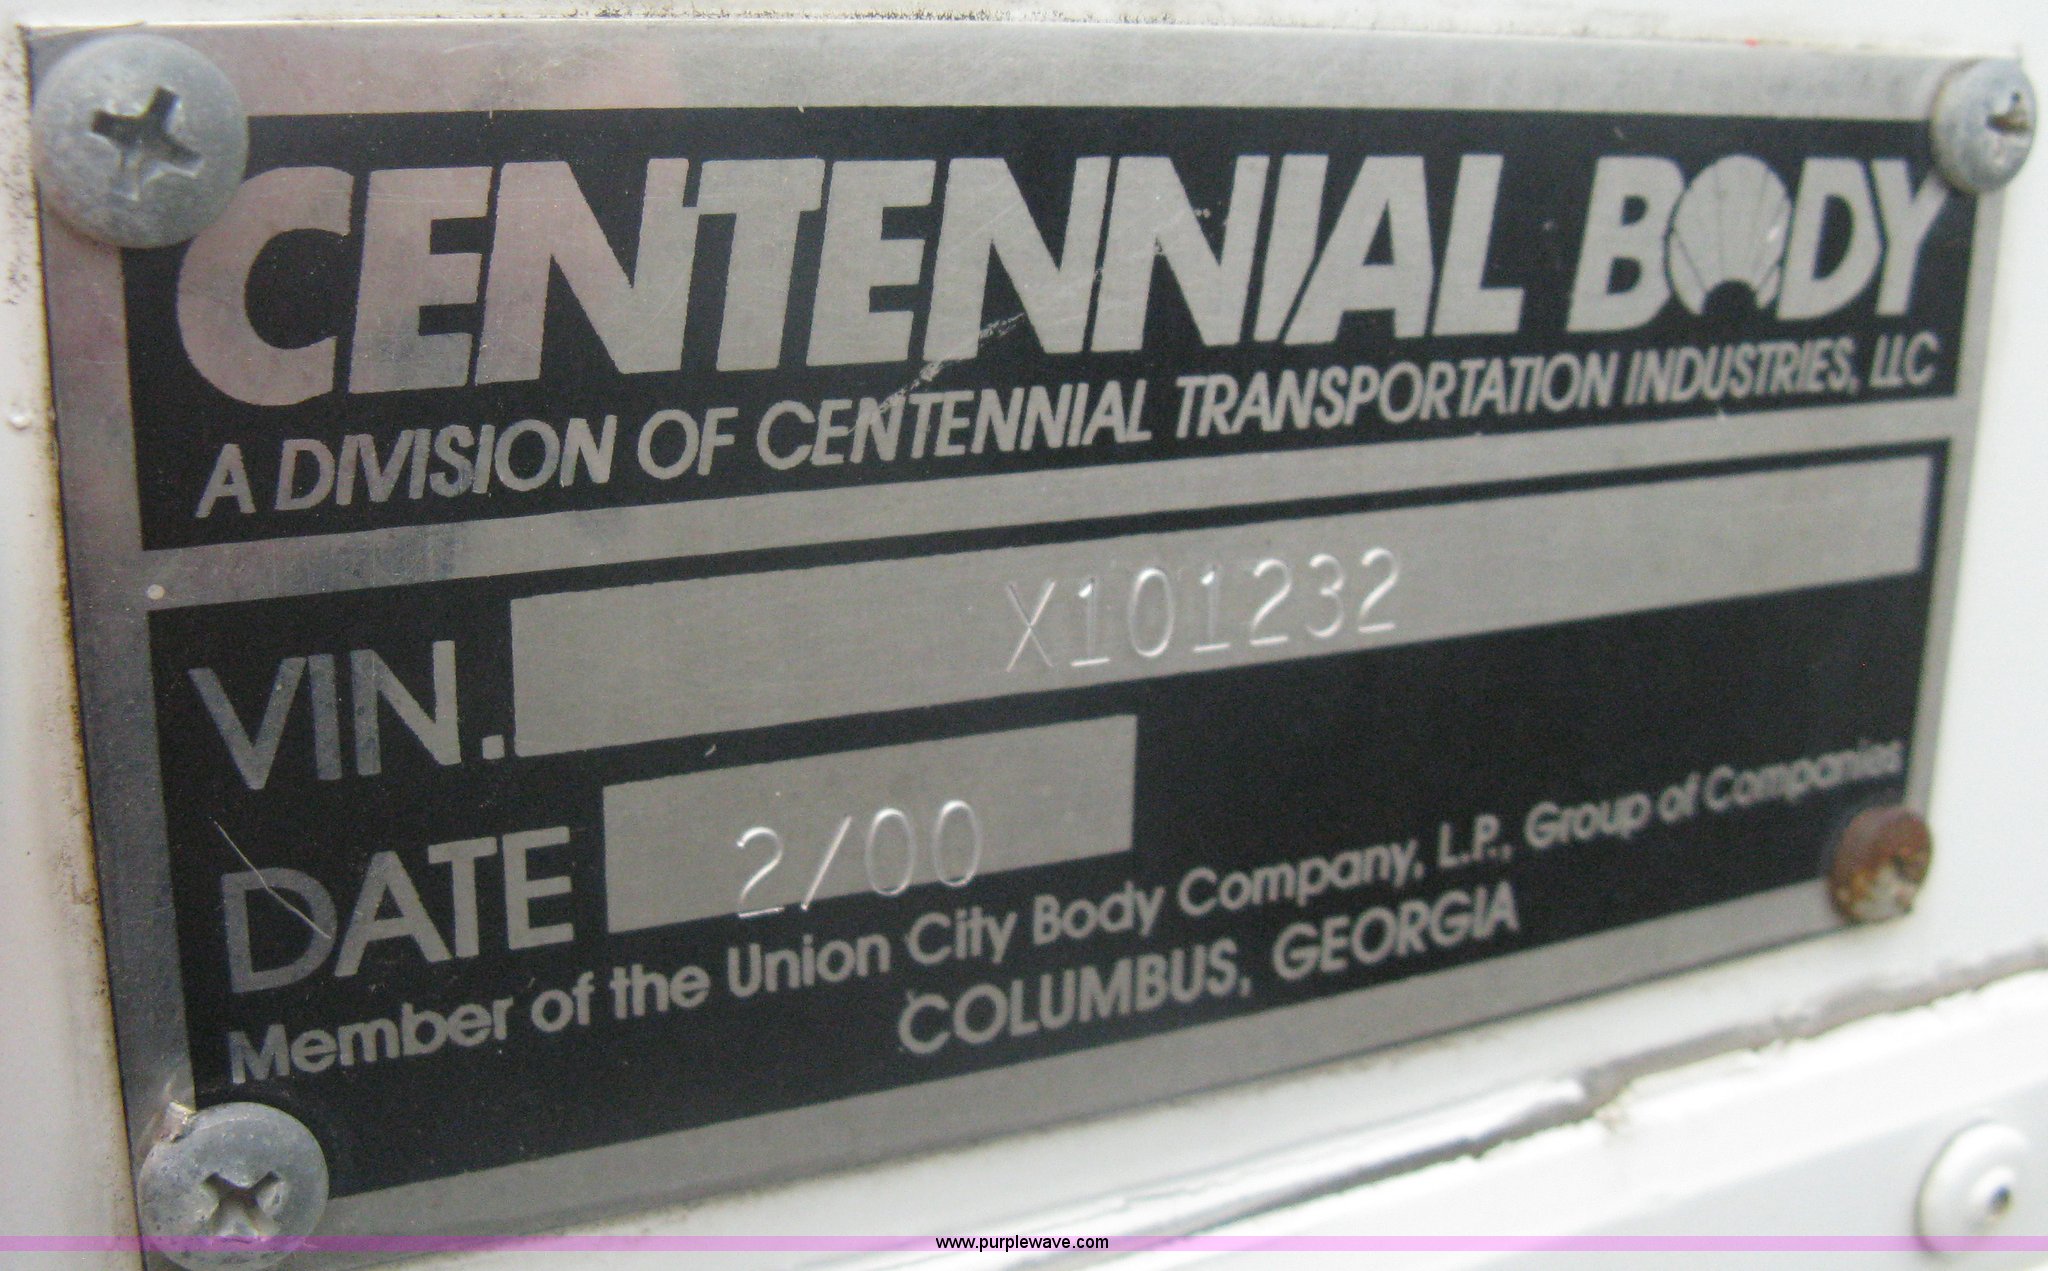 CENTENNIAL BODY
A DIVISION OF CENTENNIAL TRANSPORTATION INDUSTRIES, LLC
VIN. X101232
DATE 2/00
Member of the Union City Body Company, L.P., Group of Companies
COLUMBUS, GEORGIA
www.purplewave.com